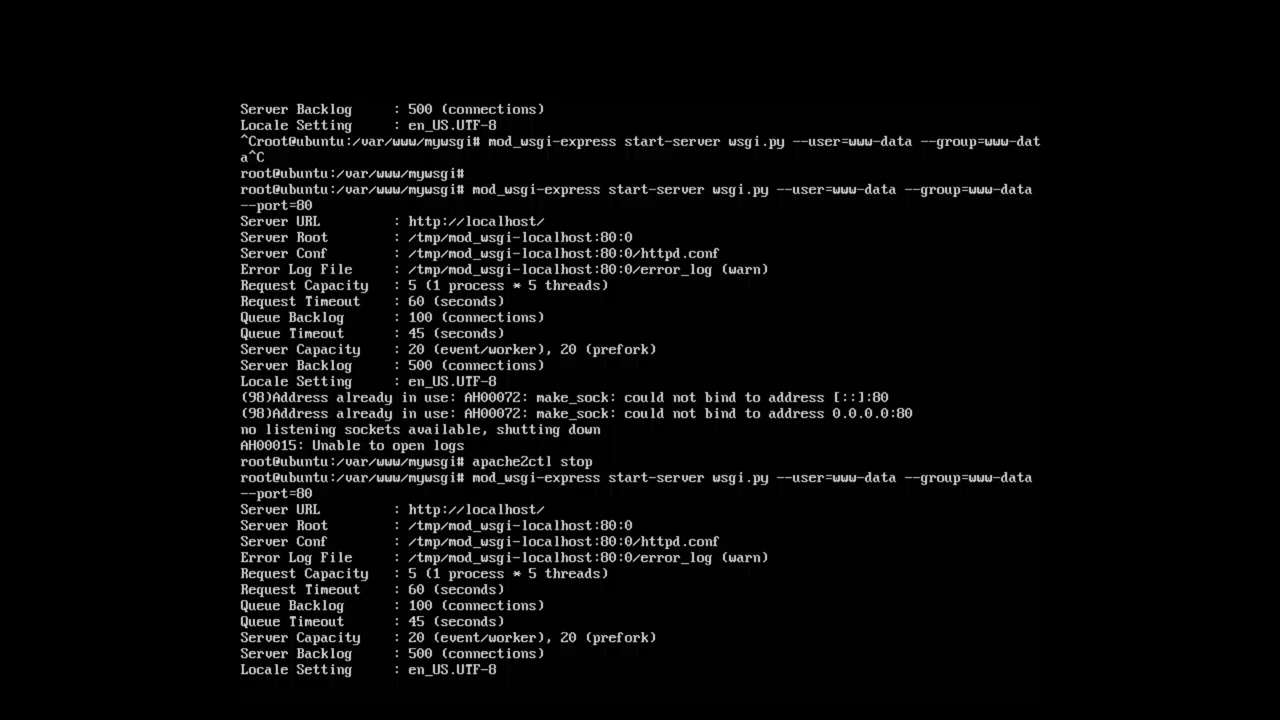 Server Backlog     : 500 (connections)
Locale Setting     : en_US.UTF-8
^Croot@ubuntu:/var/www/mywsgi# mod_wsgi-express start-server wsgi.py --user=www-data --group=www-dat
a^C
root@ubuntu:/var/www/mywsgi#
root@ubuntu:/var/www/mywsgi# mod_wsgi-express start-server wsgi.py --user=www-data --group=www-data
--port=80
Server URL         : http://localhost/
Server Root        : /tmp/mod_wsgi-localhost:80:0
Server Conf        : /tmp/mod_wsgi-localhost:80:0/httpd.conf
Error Log File     : /tmp/mod_wsgi-localhost:80:0/error_log (warn)
Request Capacity   : 5 (1 process * 5 threads)
Request Timeout    : 60 (seconds)
Queue Backlog      : 100 (connections)
Queue Timeout      : 45 (seconds)
Server Capacity    : 20 (event/worker), 20 (prefork)
Server Backlog     : 500 (connections)
Locale Setting     : en_US.UTF-8
(98)Address already in use: AH00072: make_sock: could not bind to address [::]:80
(98)Address already in use: AH00072: make_sock: could not bind to address 0.0.0.0:80
no listening sockets available, shutting down
AH00015: Unable to open logs
root@ubuntu:/var/www/mywsgi# apache2ctl stop
root@ubuntu:/var/www/mywsgi# mod_wsgi-express start-server wsgi.py --user=www-data --group=www-data
--port=80
Server URL         : http://localhost/
Server Root        : /tmp/mod_wsgi-localhost:80:0
Server Conf        : /tmp/mod_wsgi-localhost:80:0/httpd.conf
Error Log File     : /tmp/mod_wsgi-localhost:80:0/error_log (warn)
Request Capacity   : 5 (1 process * 5 threads)
Request Timeout    : 60 (seconds)
Queue Backlog      : 100 (connections)
Queue Timeout      : 45 (seconds)
Server Capacity    : 20 (event/worker), 20 (prefork)
Server Backlog     : 500 (connections)
Locale Setting     : en_US.UTF-8